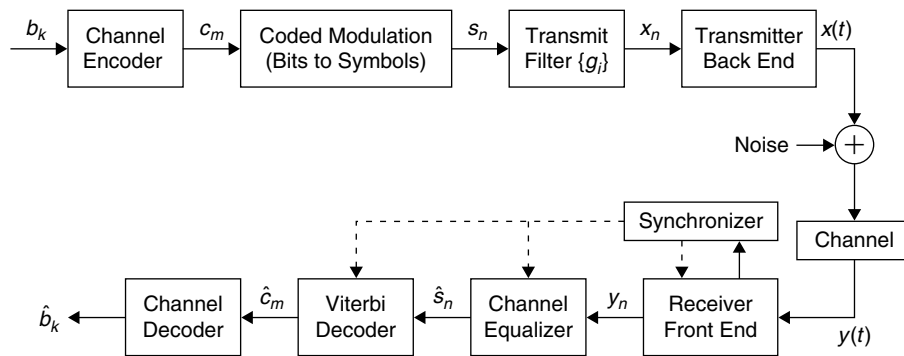 b_k
Channel
Encoder
c_m
Coded Modulation
(Bits to Symbols)
s_n
Transmit
Filter {g_i}
x_n
Transmitter
Back End
x(t)
Noise
+
Channel
Synchronizer
b̂_k
Channel
Decoder
ĉ_m
Viterbi
Decoder
ŝ_n
Channel
Equalizer
y_n
Receiver
Front End
y(t)